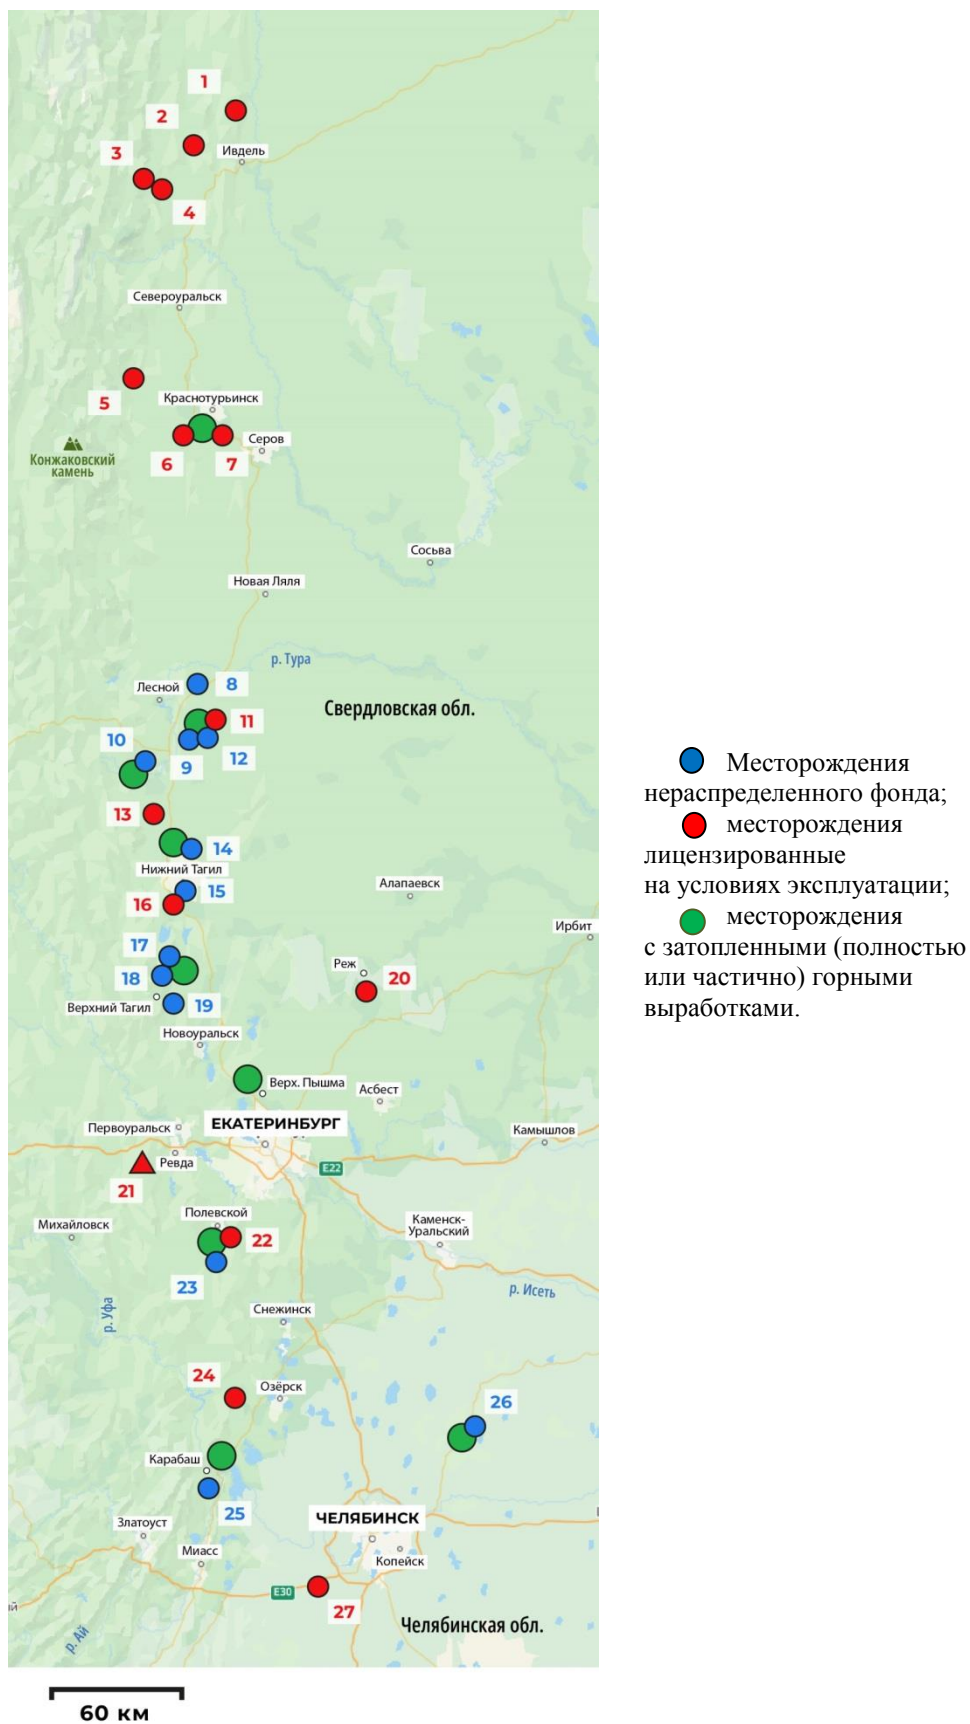 1
2
Ивдель
3
4
Североуральск
5
Краснотурьинск
Серов
Конжаковский
камень
6
7
Сосьва
Новая Ляля
р. Тура
Лесной
8
Свердловская обл.
11
10
9
12
13
14
Нижний Тагил
15
16
Алапаевск
Ирбит
17
18
Реж
20
Верхний Тагил
19
Новоуральск
Верх. Пышма
Асбест
ЕКАТЕРИНБУРГ
Первоуральск
Камышлов
Ревда
E22
21
Полевской
Михайловск
22
Каменск-
Уральский
23
р. Исеть
р. Уфа
Снежинск
24
Озёрск
26
Карабаш
25
ЧЕЛЯБИНСК
Златоуст
Миасс
Копейск
E30
ий
27
Челябинская обл.
р. Ай
60 км
Месторождения
нераспределенного фонда;
месторождения
лицензированные
на условиях эксплуатации;
месторождения
с затопленными (полностью
или частично) горными
выработками.